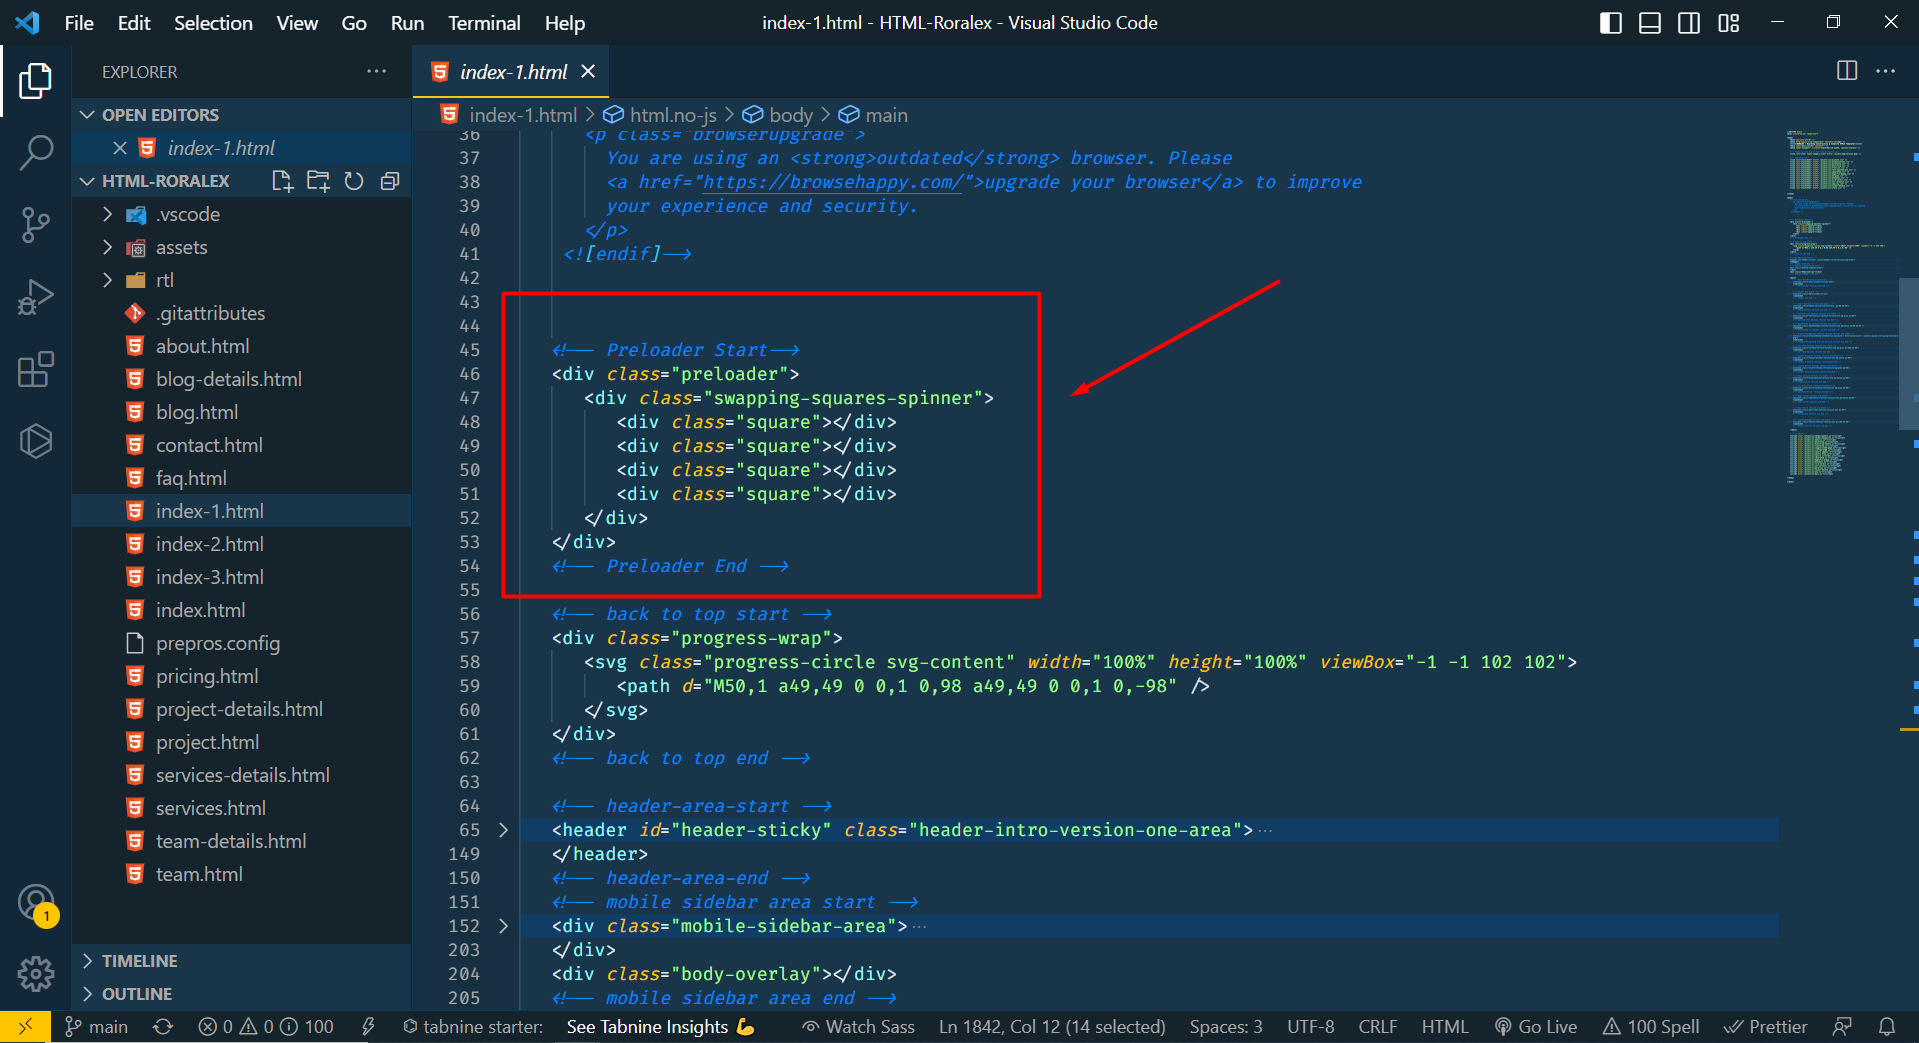 File Edit Selection View Go Run Terminal Help
index-1.html - HTML-Roralex - Visual Studio Code
EXPLORER
OPEN EDITORS
index-1.html
HTML-RORALEX
.vscode
assets
rtl
.gitattributes
about.html
blog-details.html
blog.html
contact.html
faq.html
index-1.html
index-2.html
index-3.html
index.html
prepros.config
pricing.html
project-details.html
project.html
services-details.html
services.html
team-details.html
team.html
1
TIMELINE
OUTLINE
index-1.html
index-1.html > html.no-js > body > main
36 <p class="browserupgrade">
37 You are using an <strong>outdated</strong> browser. Please
38 <a href="https://browsehappy.com/">upgrade your browser</a> to improve
39 your experience and security.
40 </p>
41 <![endif]-->
42
43
44
45 <!-- Preloader Start-->
46 <div class="preloader">
47 <div class="swapping-squares-spinner">
48 <div class="square"></div>
49 <div class="square"></div>
50 <div class="square"></div>
51 <div class="square"></div>
52 </div>
53 </div>
54 <!-- Preloader End -->
55
56 <!-- back to top start -->
57 <div class="progress-wrap">
58 <svg class="progress-circle svg-content" width="100%" height="100%" viewBox="-1 -1 102 102">
59 <path d="M50,1 a49,49 0 0,1 0,98 a49,49 0 0,1 0,-98" />
60 </svg>
61 </div>
62 <!-- back to top end -->
63
64 <!-- header-area-start -->
65 <header id="header-sticky" class="header-intro-version-one-area">···
149 </header>
150 <!-- header-area-end -->
151 <!-- mobile sidebar area start -->
152 <div class="mobile-sidebar-area">···
203 </div>
204 <div class="body-overlay"></div>
205 <!-- mobile sidebar area end -->
main 0 0 100 tabnine starter: See Tabnine Insights 💪 Watch Sass Ln 1842, Col 12 (14 selected) Spaces: 3 UTF-8 CRLF HTML Go Live 100 Spell Prettier